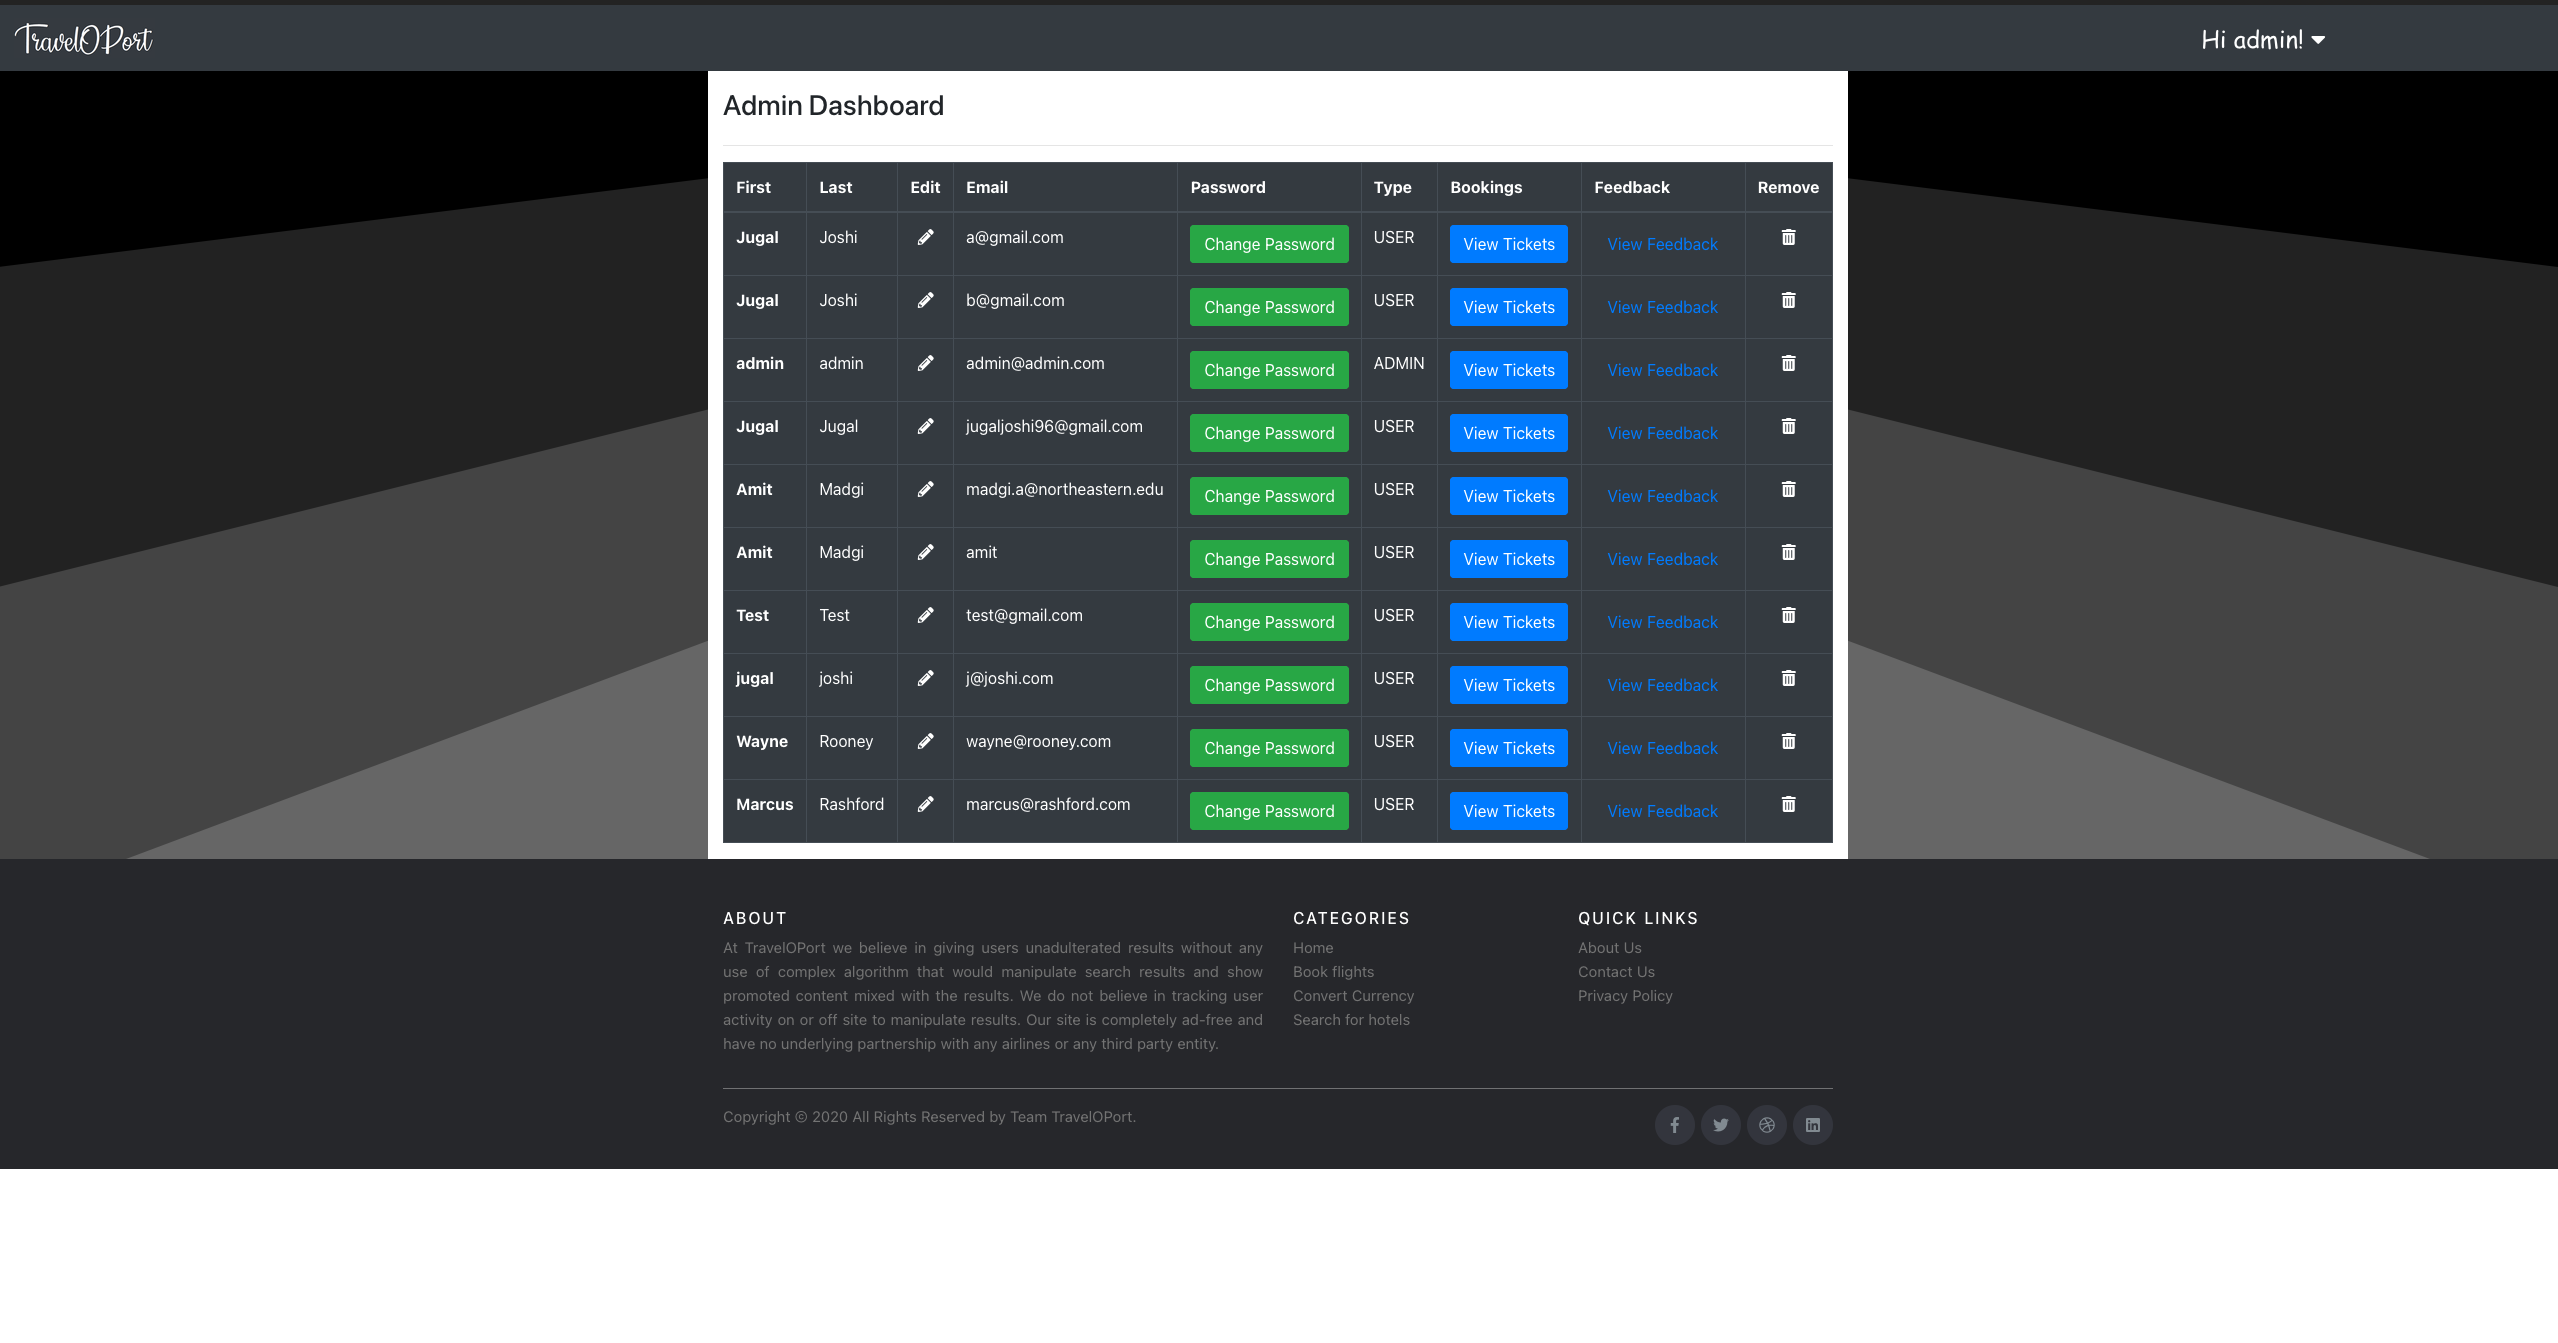 TravelOPort
Hi admin!
Admin Dashboard
First Last Edit Email Password Type Bookings Feedback Remove
Jugal Joshi a@gmail.com Change Password USER View Tickets View Feedback
Jugal Joshi b@gmail.com Change Password USER View Tickets View Feedback
admin admin admin@admin.com Change Password ADMIN View Tickets View Feedback
Jugal Jugal jugaljoshi96@gmail.com Change Password USER View Tickets View Feedback
Amit Madgi madgi.a@northeastern.edu Change Password USER View Tickets View Feedback
Amit Madgi amit Change Password USER View Tickets View Feedback
Test Test test@gmail.com Change Password USER View Tickets View Feedback
jugal joshi j@joshi.com Change Password USER View Tickets View Feedback
Wayne Rooney wayne@rooney.com Change Password USER View Tickets View Feedback
Marcus Rashford marcus@rashford.com Change Password USER View Tickets View Feedback
ABOUT
At TravelOPort we believe in giving users unadulterated results without any
use of complex algorithm that would manipulate search results and show
promoted content mixed with the results. We do not believe in tracking user
activity on or off site to manipulate results. Our site is completely ad-free and
have no underlying partnership with any airlines or any third party entity.
CATEGORIES
Home
Book flights
Convert Currency
Search for hotels
QUICK LINKS
About Us
Contact Us
Privacy Policy
Copyright © 2020 All Rights Reserved by Team TravelOPort.